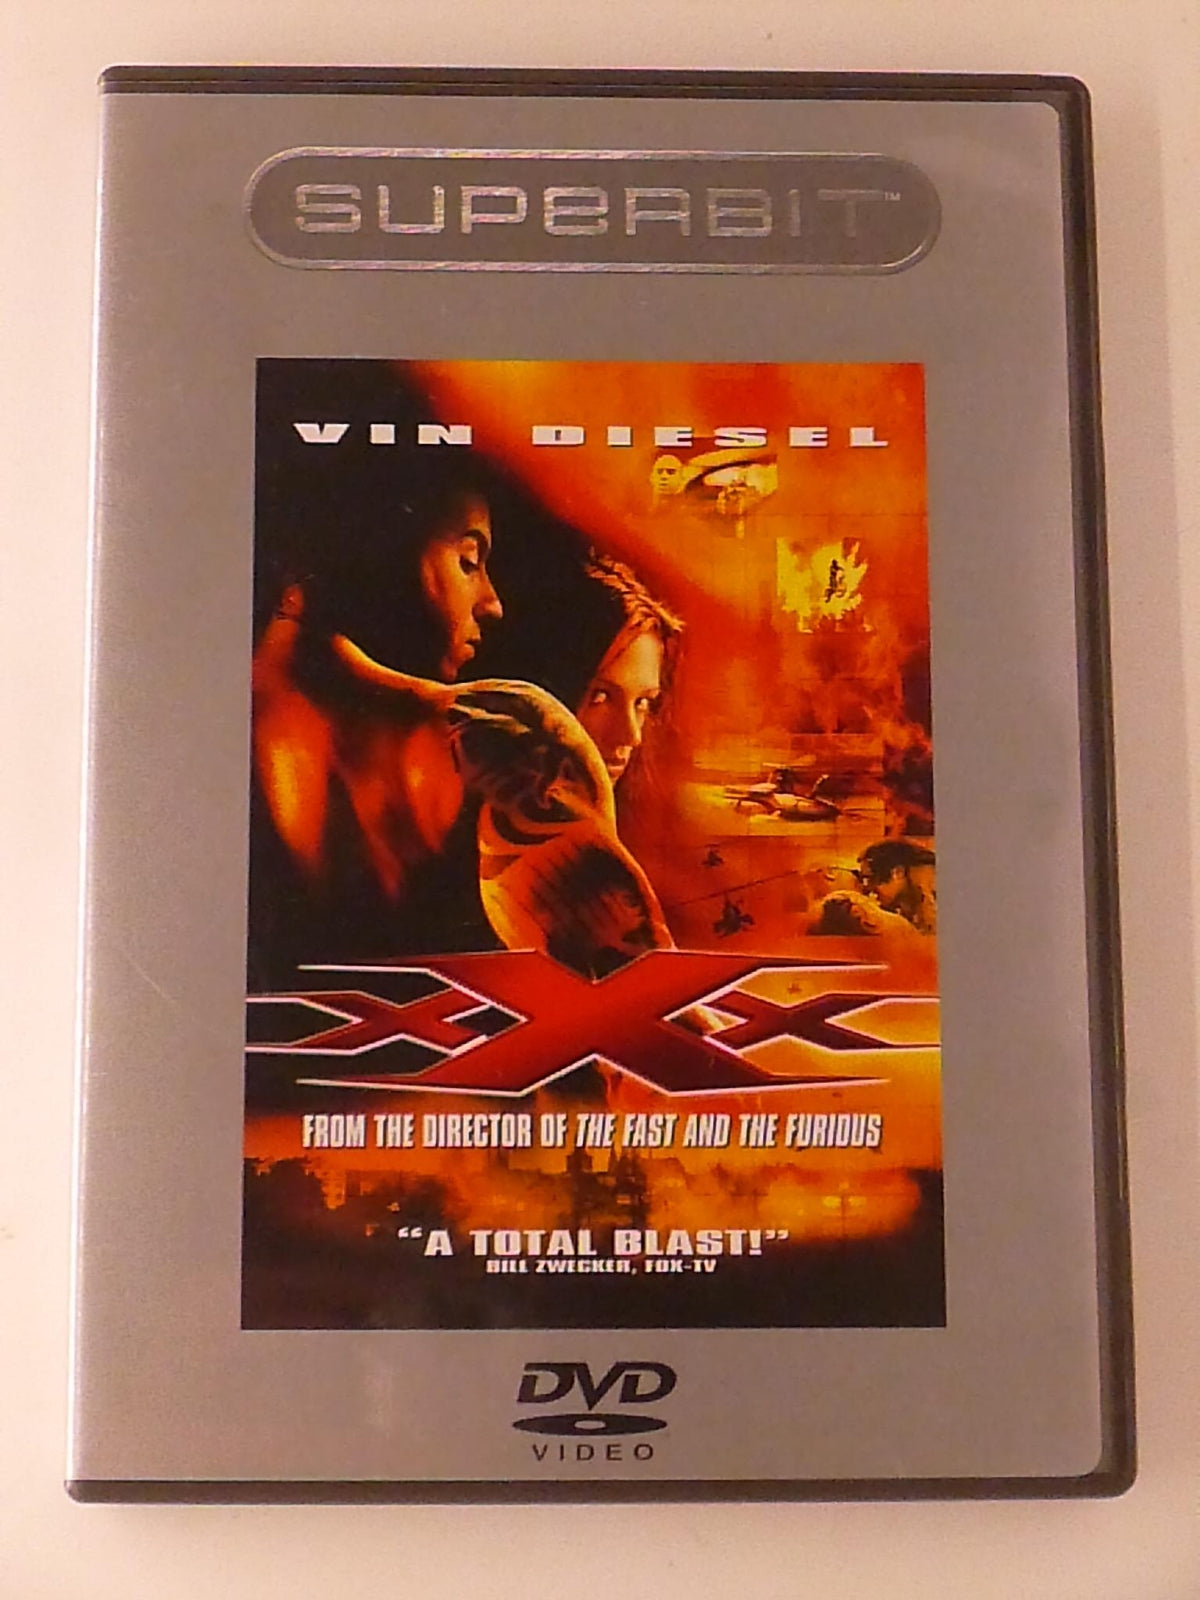 SUPERBIT™
VIN DIESEL
xXx
FROM THE DIRECTOR OF THE FAST AND THE FURIOUS
“A TOTAL BLAST!”
BILL ZWECKER, FOX-TV
DVD
VIDEO